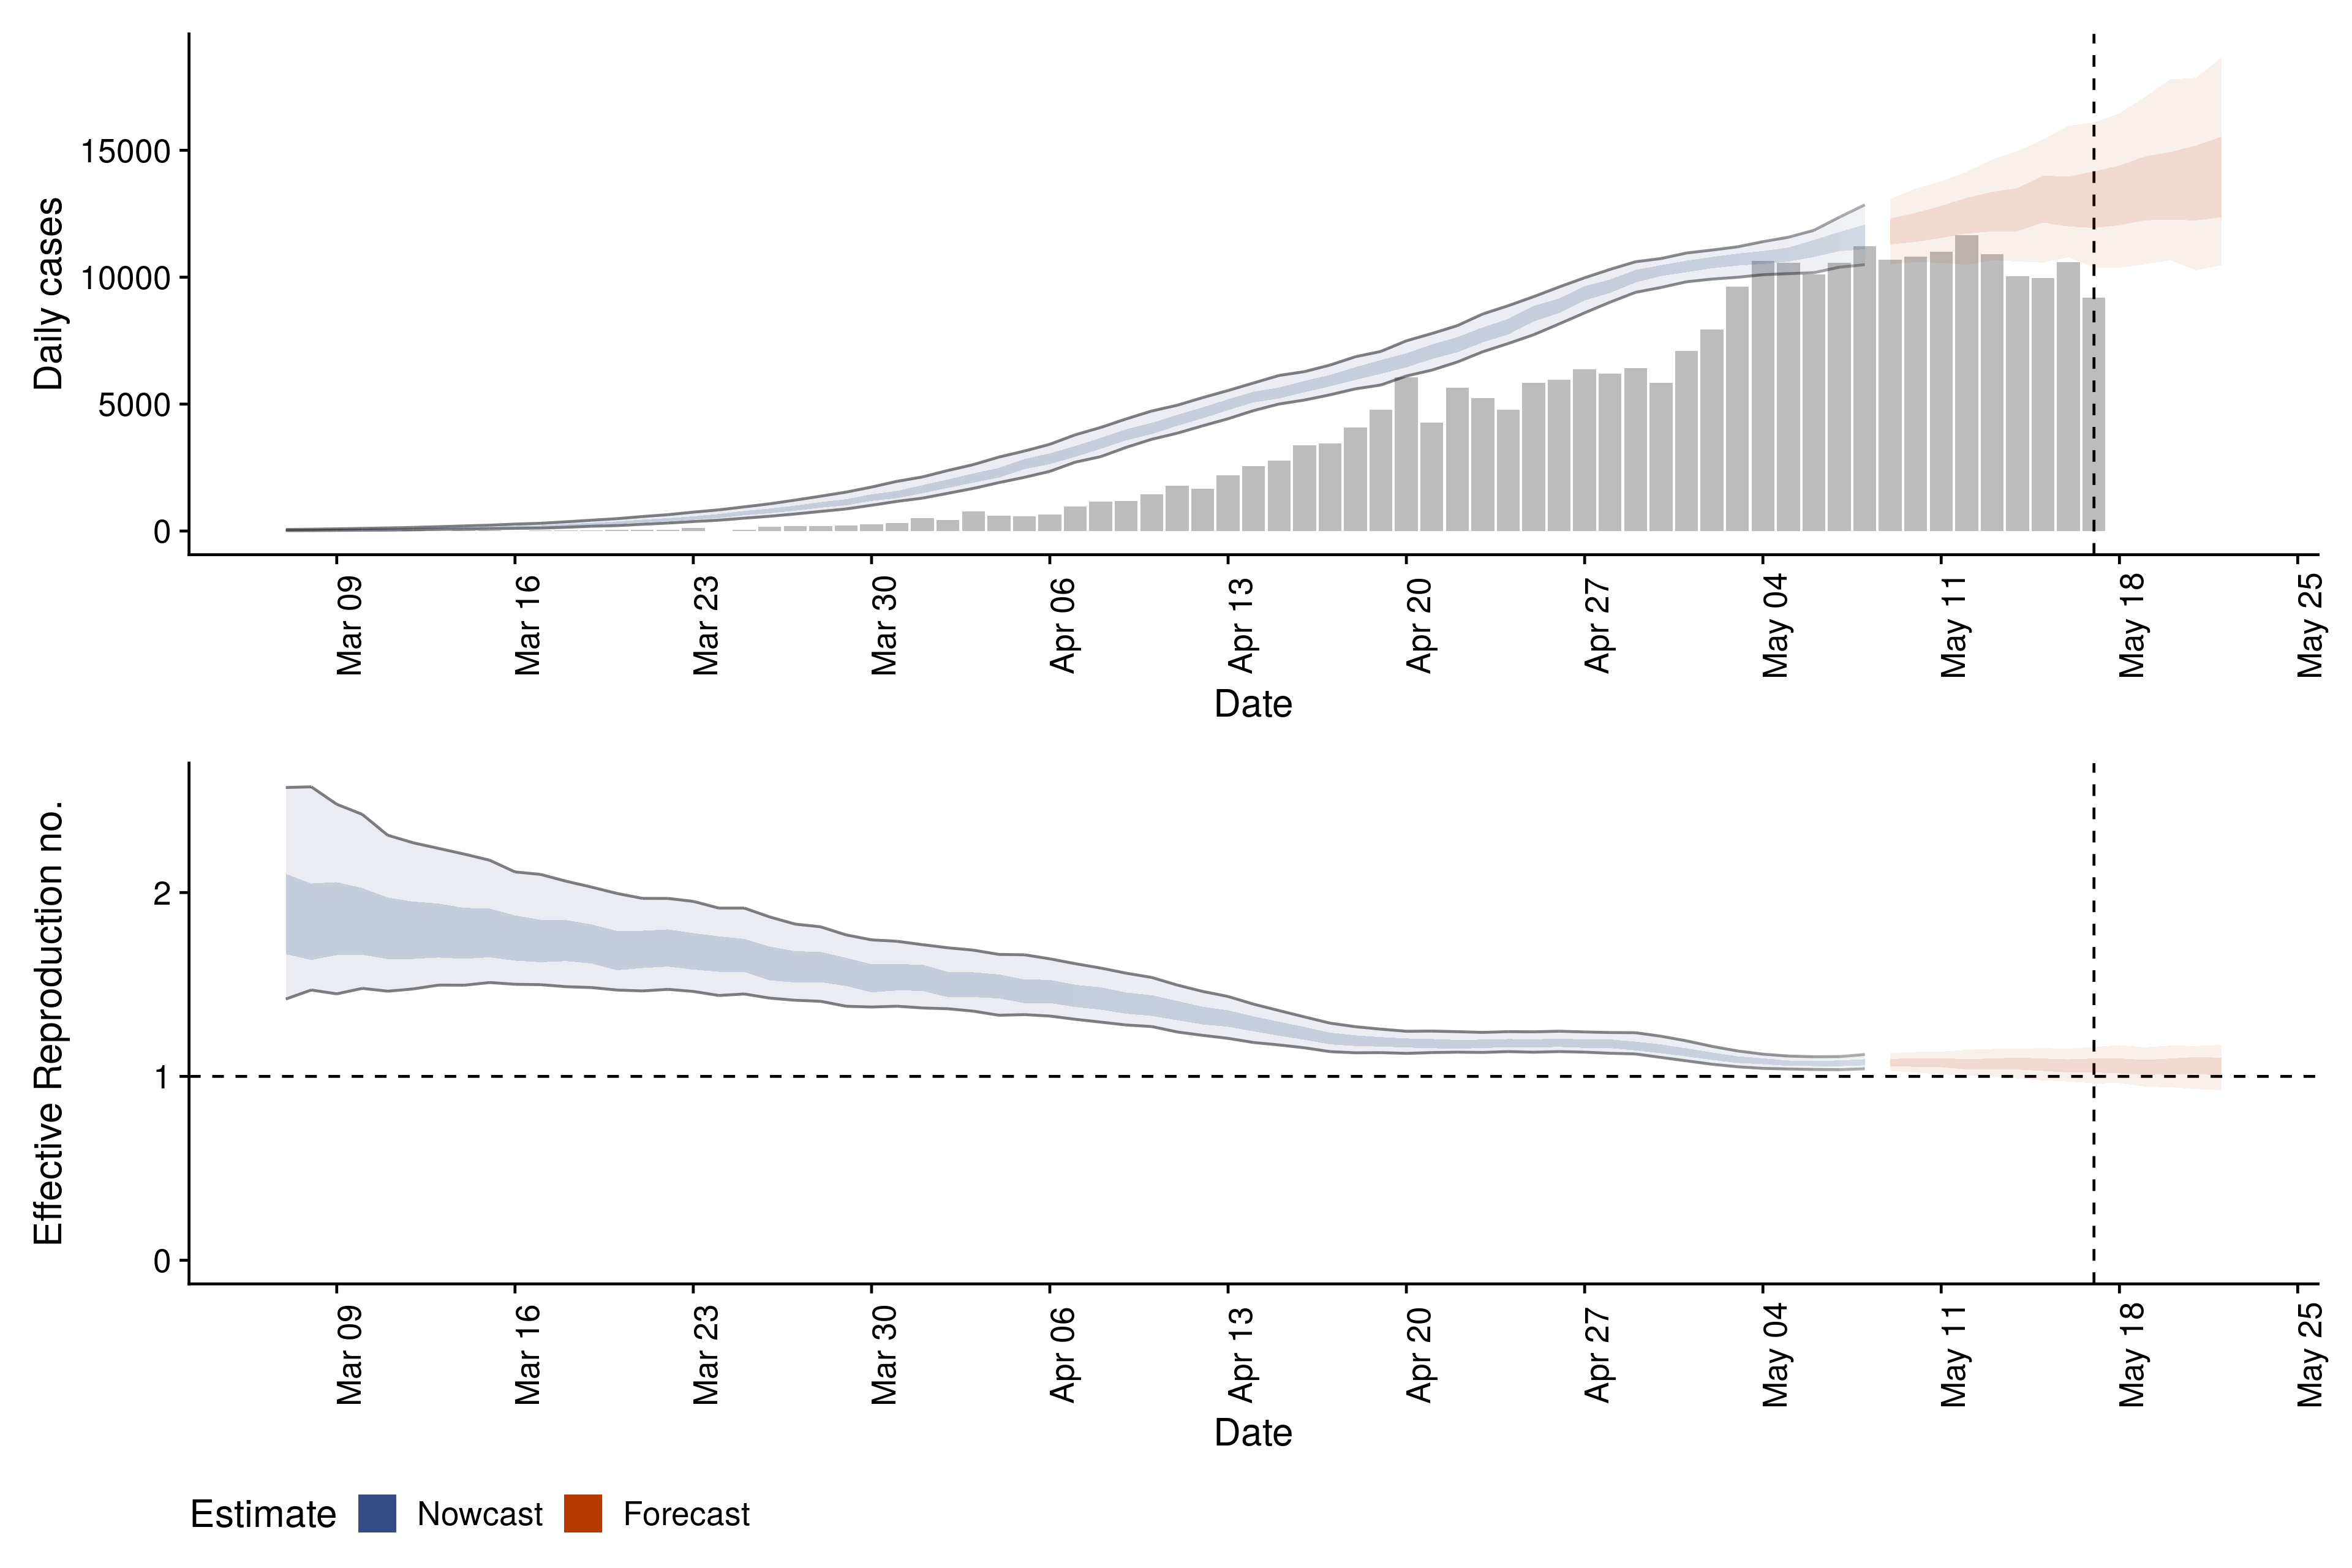 Daily cases
15000
10000
5000
0
Mar 09 Mar 16 Mar 23 Mar 30 Apr 06 Apr 13 Apr 20 Apr 27 May 04 May 11 May 18 May 25
Date
Effective Reproduction no.
2
1
0
Mar 09 Mar 16 Mar 23 Mar 30 Apr 06 Apr 13 Apr 20 Apr 27 May 04 May 11 May 18 May 25
Date
Estimate Nowcast Forecast